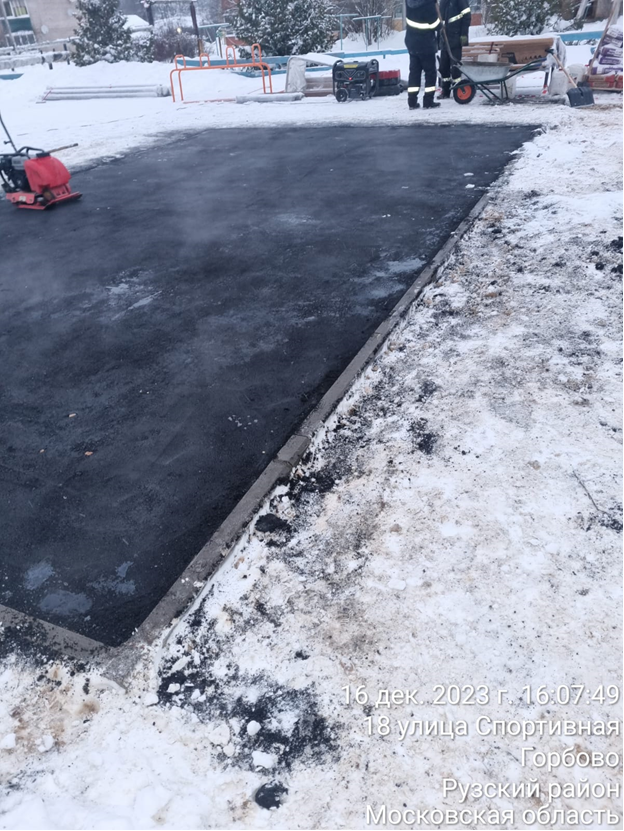 16 дек. 2023 г. 16:07:49
18 улица Спортивная
Горбово
Рузский район
Московская область